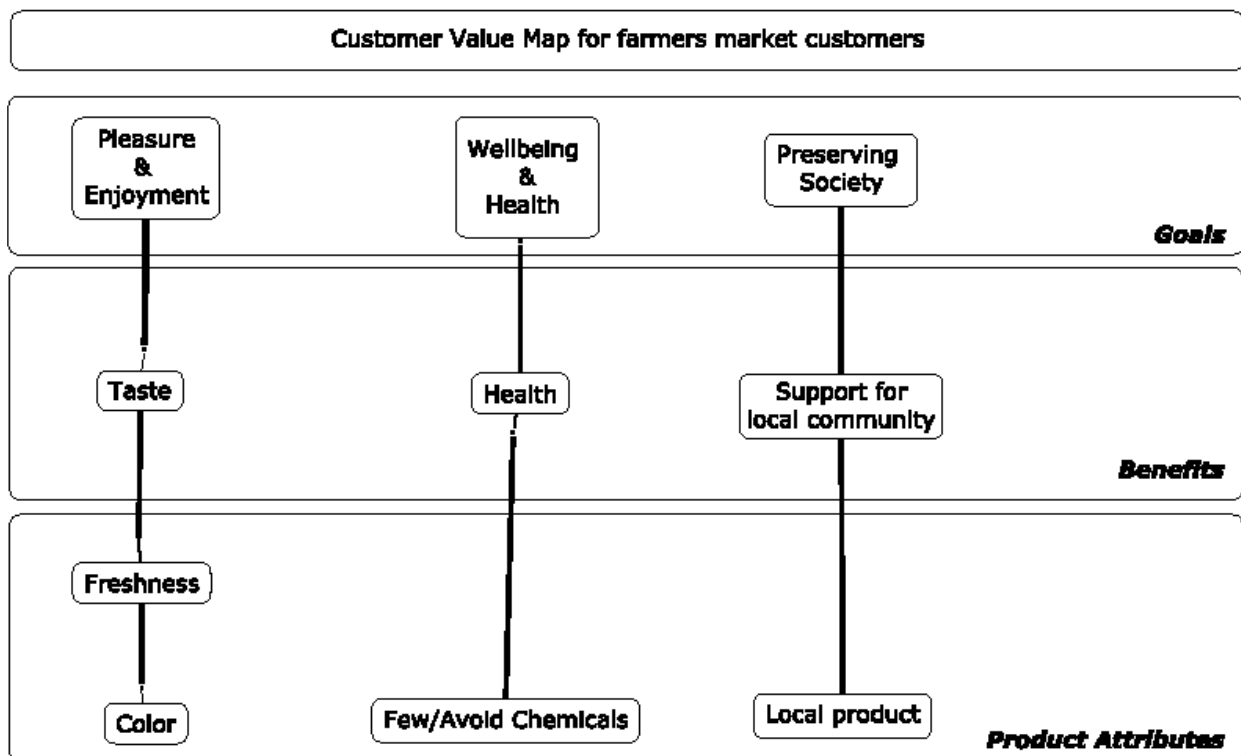 Customer Value Map for farmers market customers
Pleasure
&
Enjoyment
Wellbeing
&
Health
Preserving
Society
Goals
Taste
Health
Support for
local community
Benefits
Freshness
Color
Few/Avoid Chemicals
Local product
Product Attributes